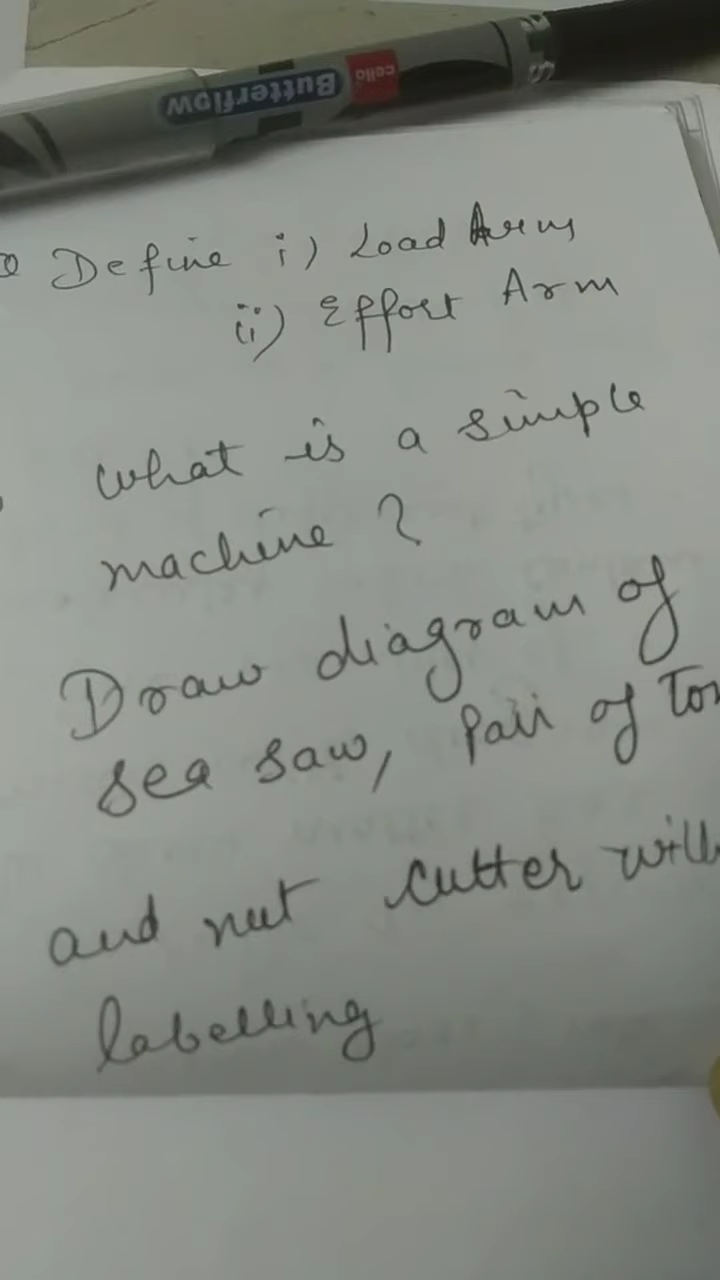 Butterflow cello
Define i) Load Arm
ii) Effort Arm
What is a simple
machine ?
Draw diagram of
sea saw, Pair of
and nut cutter
labelling